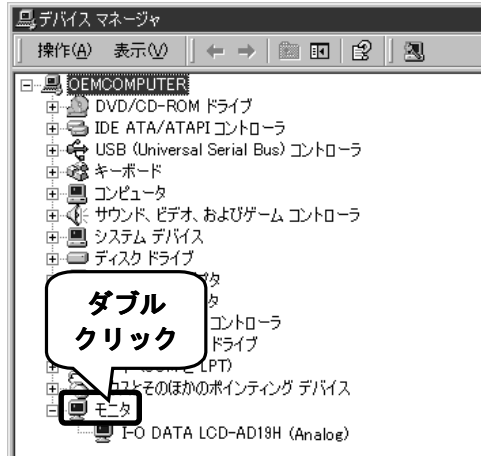 デバイス マネージャ
操作(A) 表示(V)
OEMCOMPUTER
DVD/CD-ROM ドライブ
IDE ATA/ATAPI コントローラ
USB (Universal Serial Bus) コントローラ
キーボード
コンピュータ
サウンド、ビデオ、およびゲーム コントローラ
システム デバイス
ディスク ドライブ
プタ
タ
コントローラ
ドライブ
LPT)
ダブル
クリック
スとそのほかのポインティング デバイス
モニタ
I-O DATA LCD-AD19H (Analog)